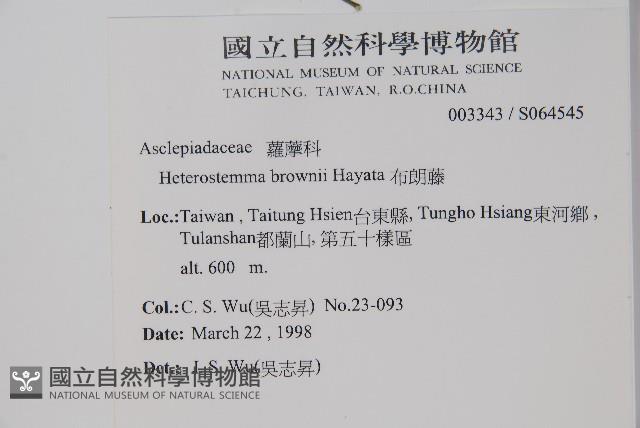 國立自然科學博物館
NATIONAL MUSEUM OF NATURAL SCIENCE
TAICHUNG, TAIWAN, R.O.CHINA
003343 / S064545
Asclepiadaceae 蘿藦科
Heterostemma brownii Hayata 布朗藤
Loc.:Taiwan , Taitung Hsien台東縣, Tungho Hsiang東河鄉 ,
Tulanshan都蘭山, 第五十樣區
alt. 600 m.
Col.: C. S. Wu(吳志昇) No.23-093
Date: March 22 , 1998
Det.: J. S. Wu(吳志昇)
國立自然科學博物館
NATIONAL MUSEUM OF NATURAL SCIENCE